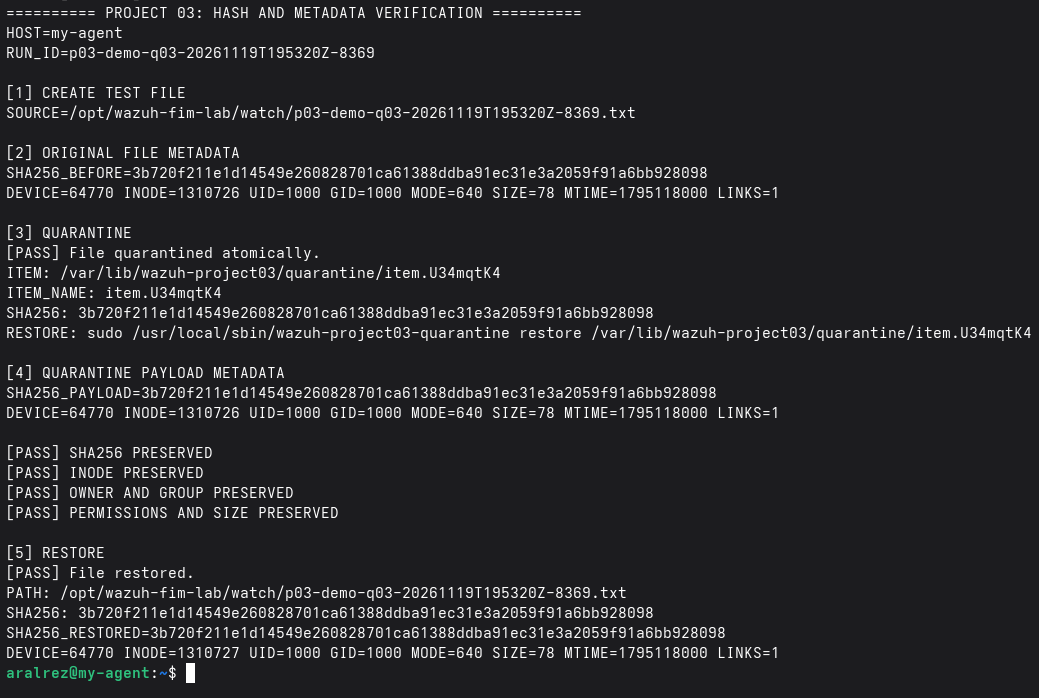 ========== PROJECT 03: HASH AND METADATA VERIFICATION ==========
HOST=my-agent
RUN_ID=p03-demo-q03-20261119T195320Z-8369
[1] CREATE TEST FILE
SOURCE=/opt/wazuh-fim-lab/watch/p03-demo-q03-20261119T195320Z-8369.txt
[2] ORIGINAL FILE METADATA
SHA256_BEFORE=3b720f211e1d14549e260828701ca61388ddba91ec31e3a2059f91a6bb928098
DEVICE=64770 INODE=1310726 UID=1000 GID=1000 MODE=640 SIZE=78 MTIME=1795118000 LINKS=1
[3] QUARANTINE
[PASS] File quarantined atomically.
ITEM: /var/lib/wazuh-project03/quarantine/item.U34mqtK4
ITEM_NAME: item.U34mqtK4
SHA256: 3b720f211e1d14549e260828701ca61388ddba91ec31e3a2059f91a6bb928098
RESTORE: sudo /usr/local/sbin/wazuh-project03-quarantine restore /var/lib/wazuh-project03/quarantine/item.U34mqtK4
[4] QUARANTINE PAYLOAD METADATA
SHA256_PAYLOAD=3b720f211e1d14549e260828701ca61388ddba91ec31e3a2059f91a6bb928098
DEVICE=64770 INODE=1310726 UID=1000 GID=1000 MODE=640 SIZE=78 MTIME=1795118000 LINKS=1
[PASS] SHA256 PRESERVED
[PASS] INODE PRESERVED
[PASS] OWNER AND GROUP PRESERVED
[PASS] PERMISSIONS AND SIZE PRESERVED
[5] RESTORE
[PASS] File restored.
PATH: /opt/wazuh-fim-lab/watch/p03-demo-q03-20261119T195320Z-8369.txt
SHA256: 3b720f211e1d14549e260828701ca61388ddba91ec31e3a2059f91a6bb928098
SHA256_RESTORED=3b720f211e1d14549e260828701ca61388ddba91ec31e3a2059f91a6bb928098
DEVICE=64770 INODE=1310727 UID=1000 GID=1000 MODE=640 SIZE=78 MTIME=1795118000 LINKS=1
aralrez@my-agent:~$